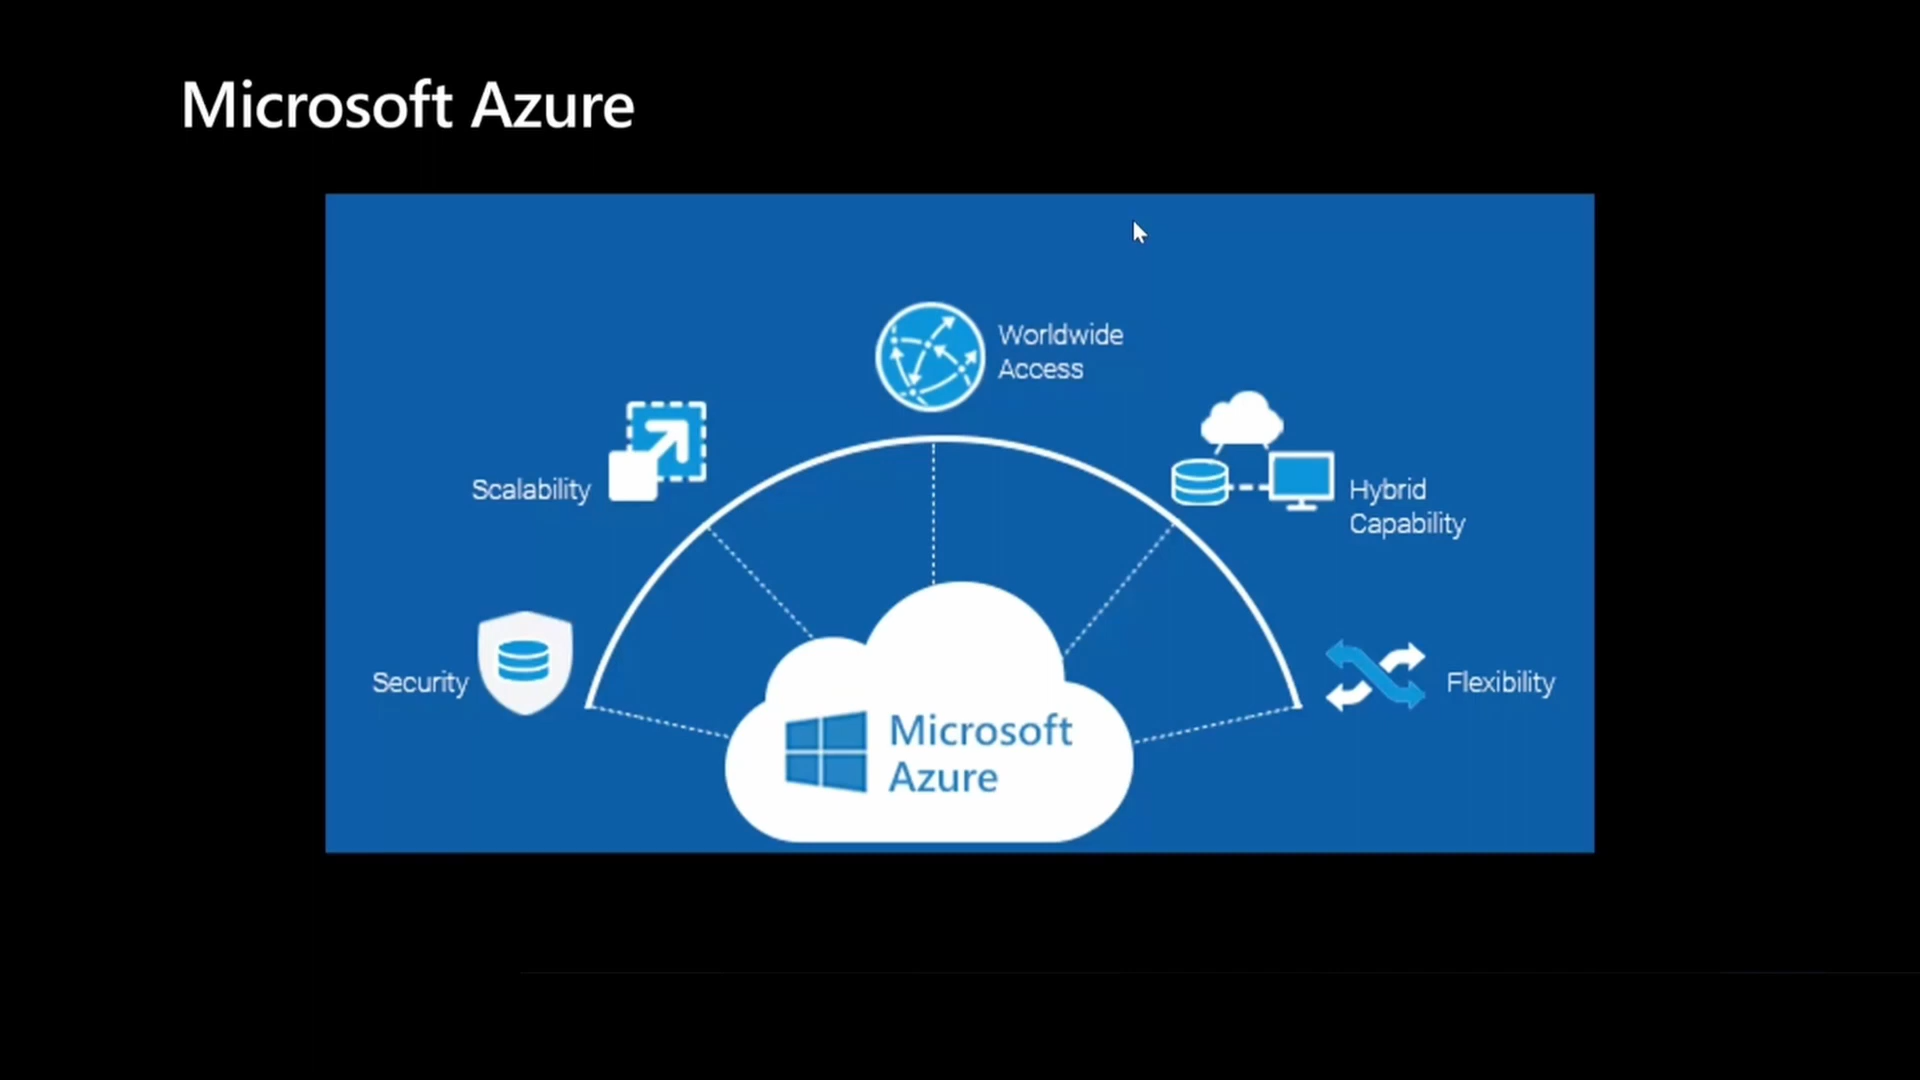 Microsoft Azure
Worldwide
Access
Scalability
Hybrid
Capability
Security
Flexibility
Microsoft
Azure